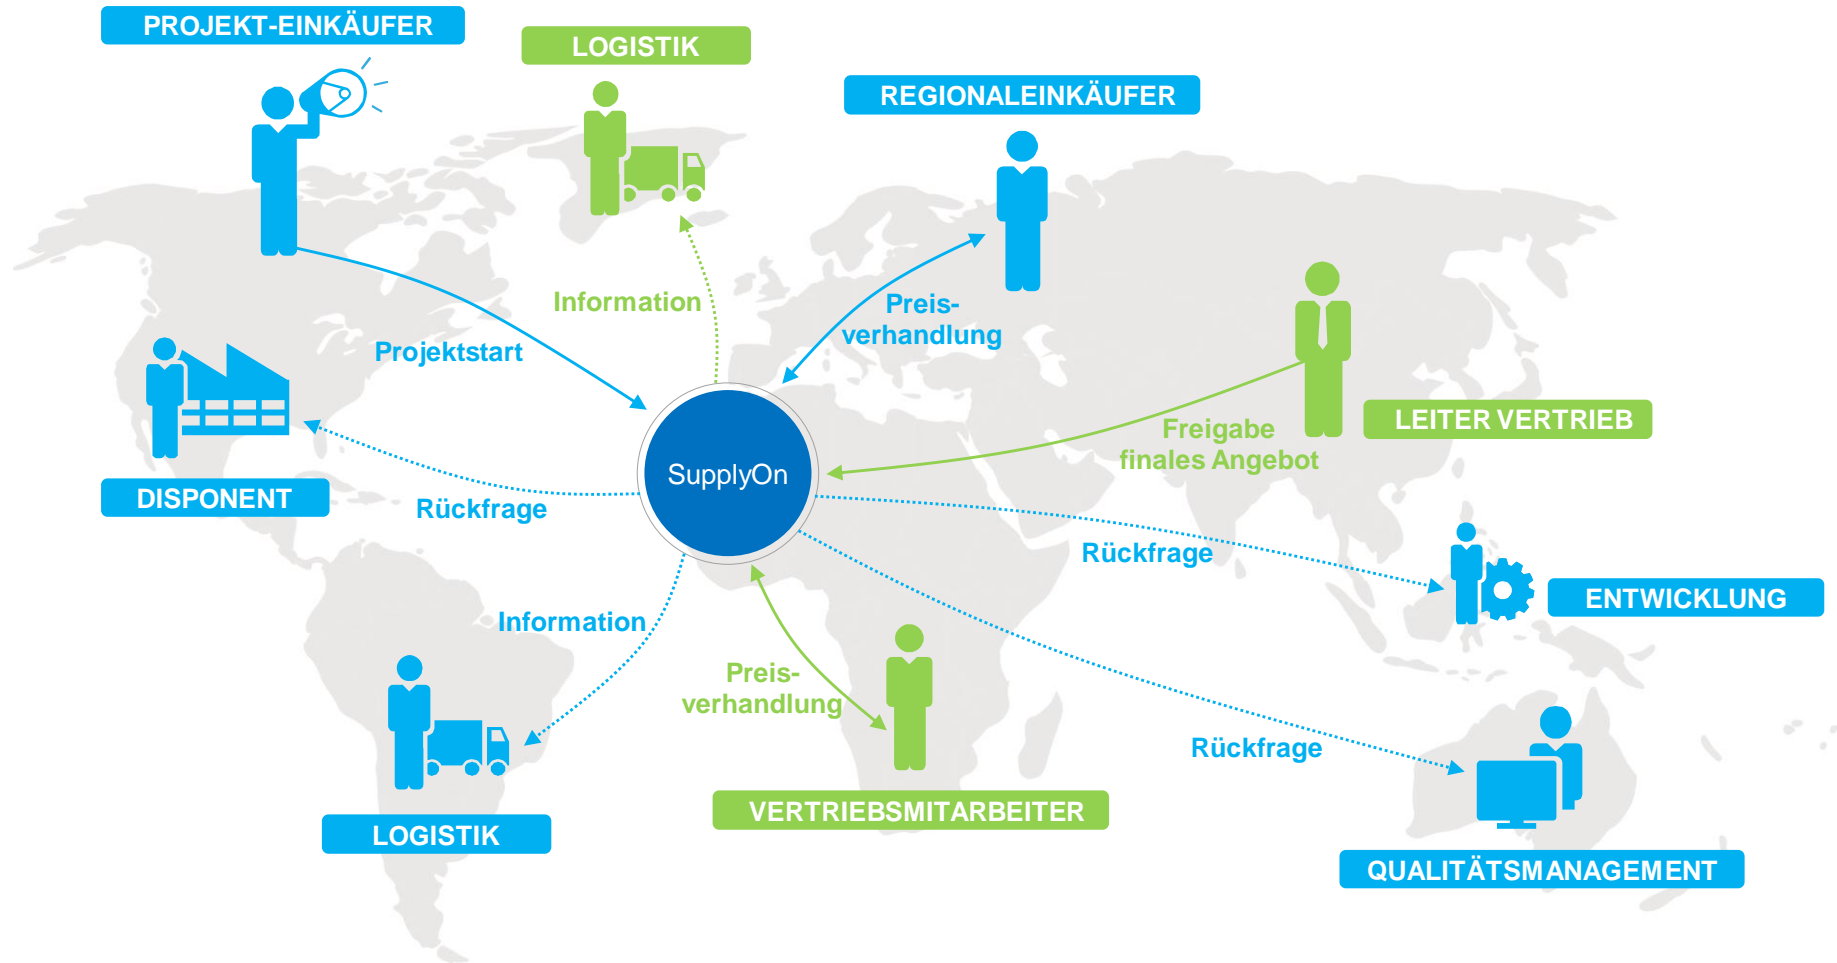 PROJEKT-EINKÄUFER
LOGISTIK
REGIONALEINKÄUFER
Information
Preis-
verhandlung
Projektstart
LEITER VERTRIEB
Freigabe
finales Angebot
SupplyOn
DISPONENT
Rückfrage
Rückfrage
ENTWICKLUNG
Information
Preis-
verhandlung
Rückfrage
VERTRIEBSMITARBEITER
LOGISTIK
QUALITÄTSMANAGEMENT